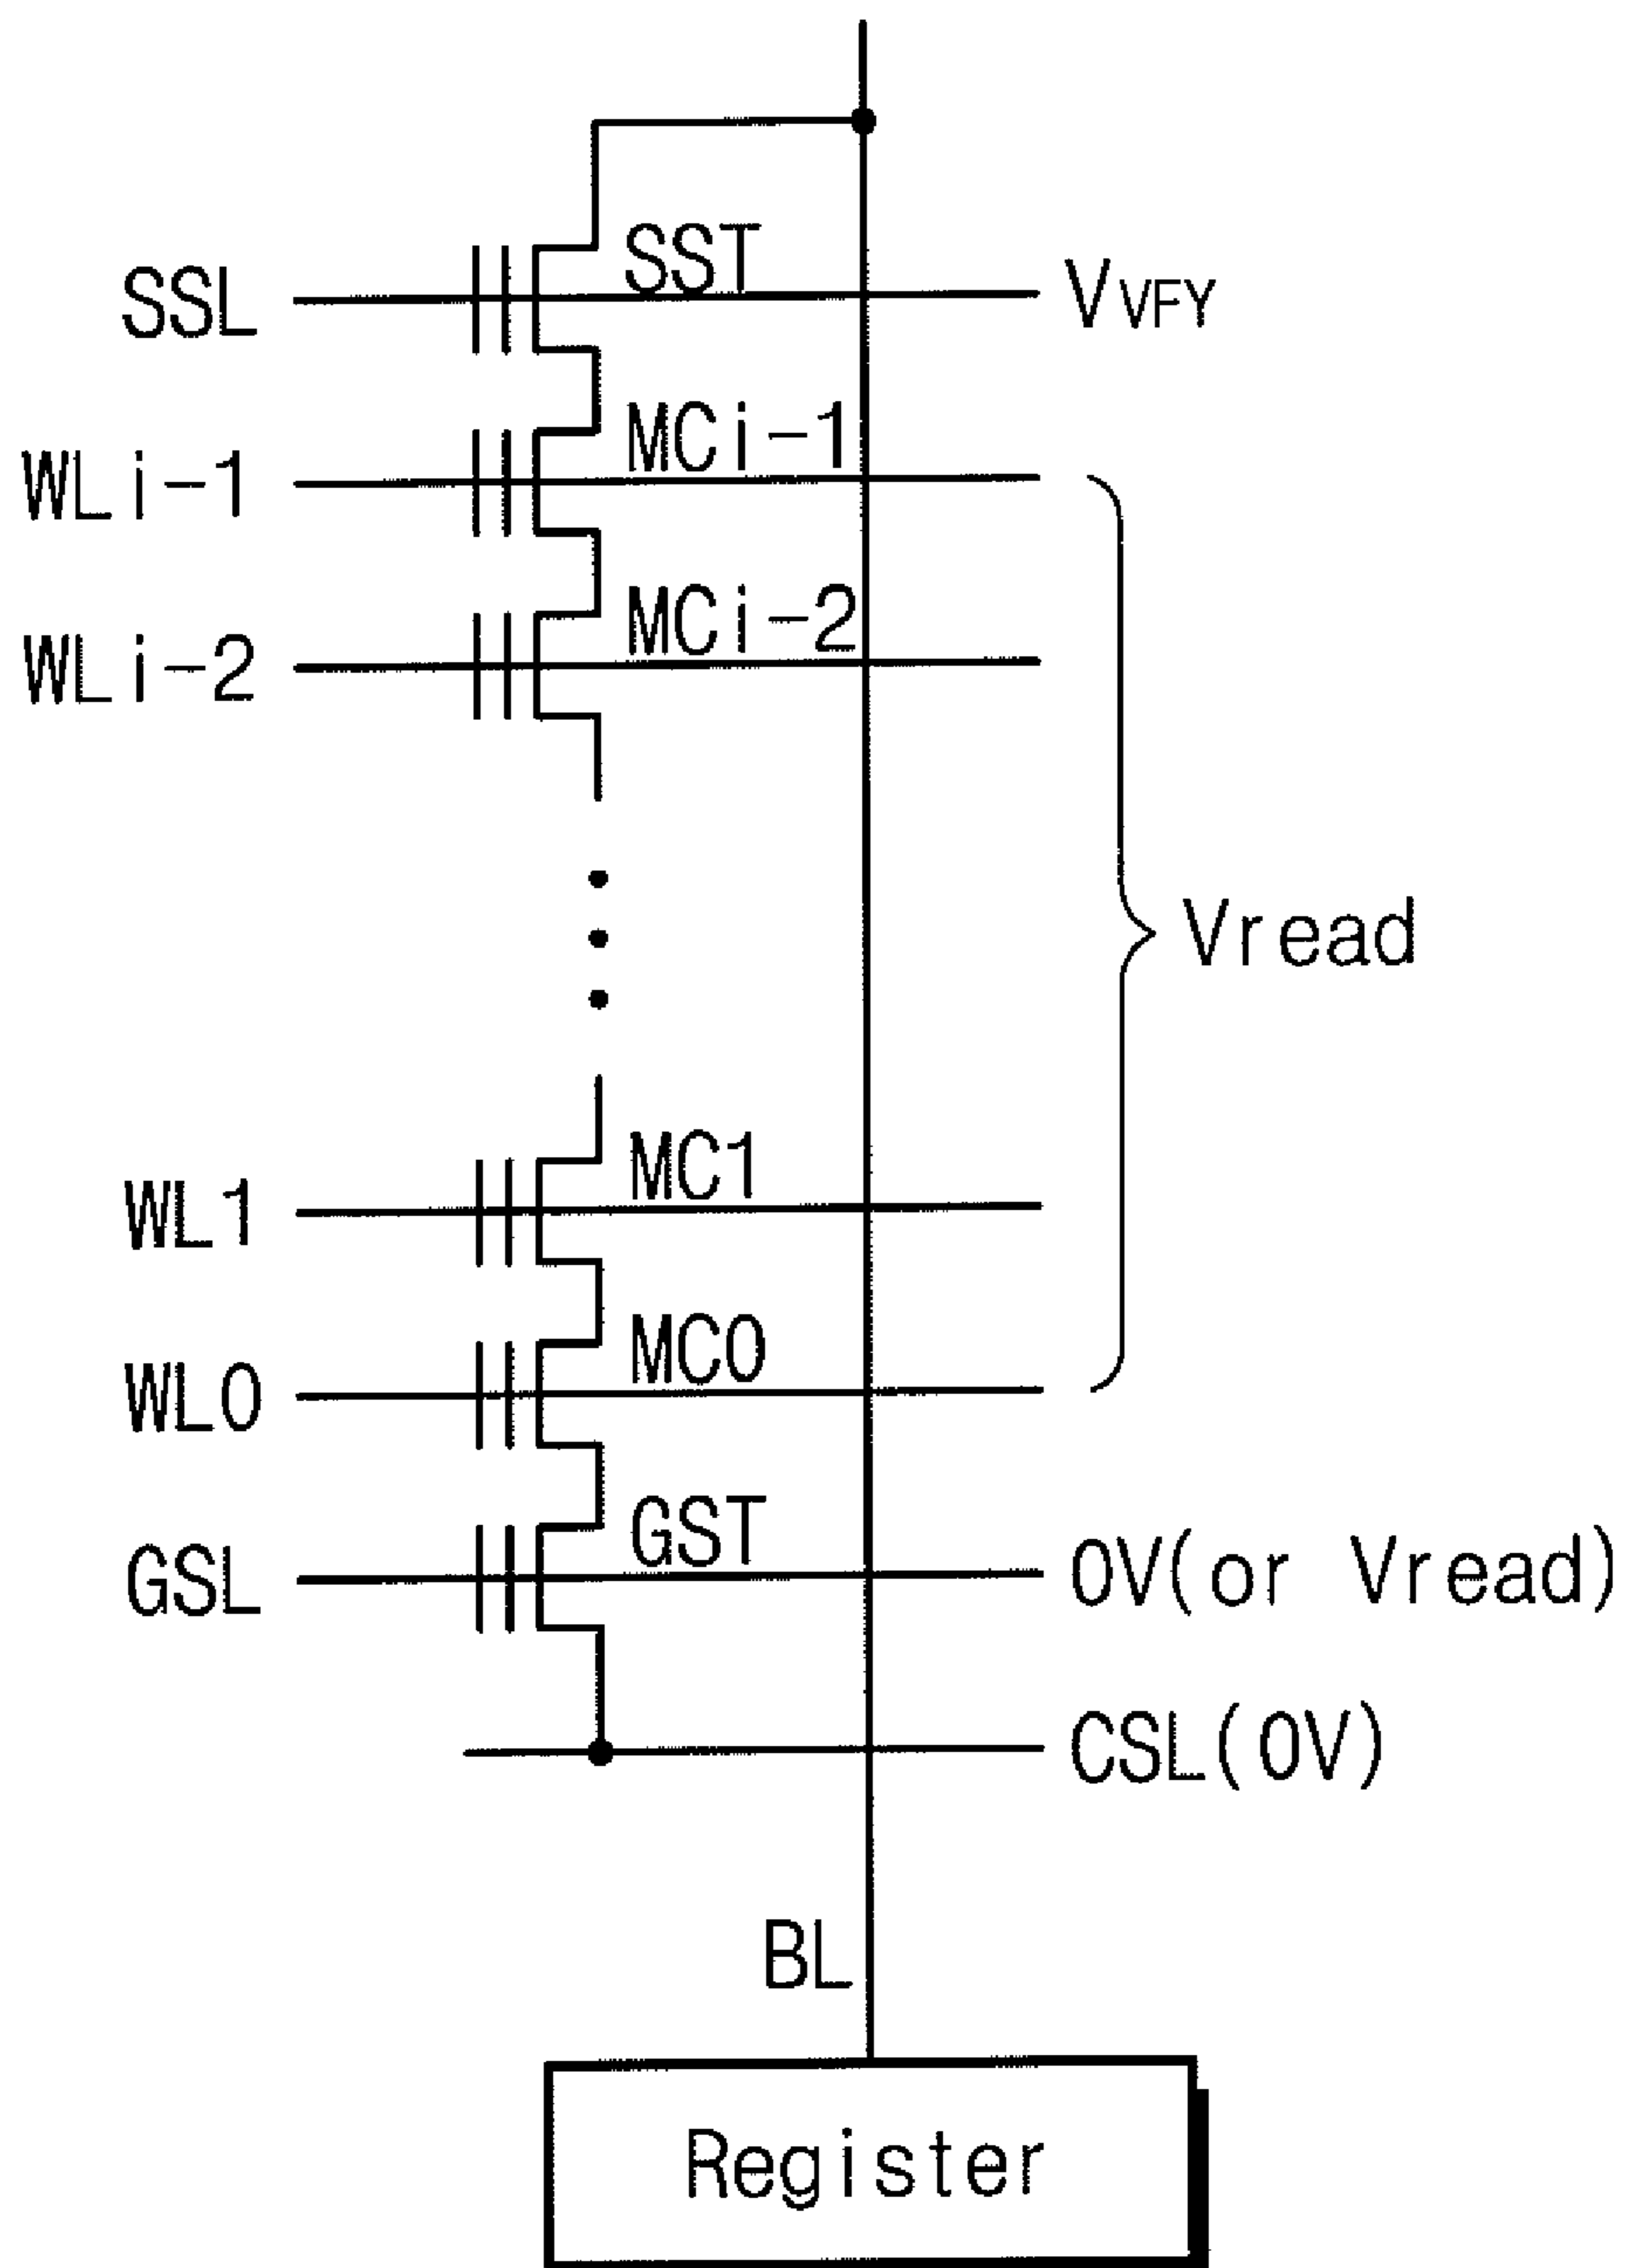 SST
SSL
VVFY
MCi-1
WLi-1
MCi-2
WLi-2
Vread
MC1
WL1
MC0
WL0
GST
GSL
0V(or Vread)
CSL(0V)
BL
Register